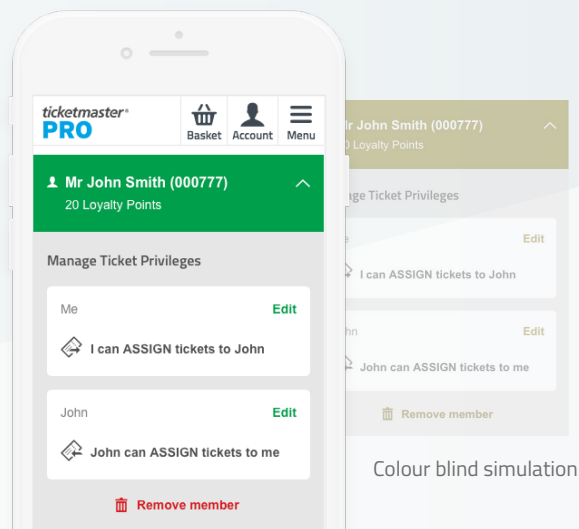 ticketmaster®
PRO
Basket
Account
Menu
Mr John Smith (000777)
20 Loyalty Points
Manage Ticket Privileges
Me
Edit
I can ASSIGN tickets to John
John
Edit
John can ASSIGN tickets to me
Remove member
John Smith (000777)
Loyalty Points
Ticket Privileges
Edit
I can ASSIGN tickets to John
Edit
John can ASSIGN tickets to me
Remove member
Colour blind simulation